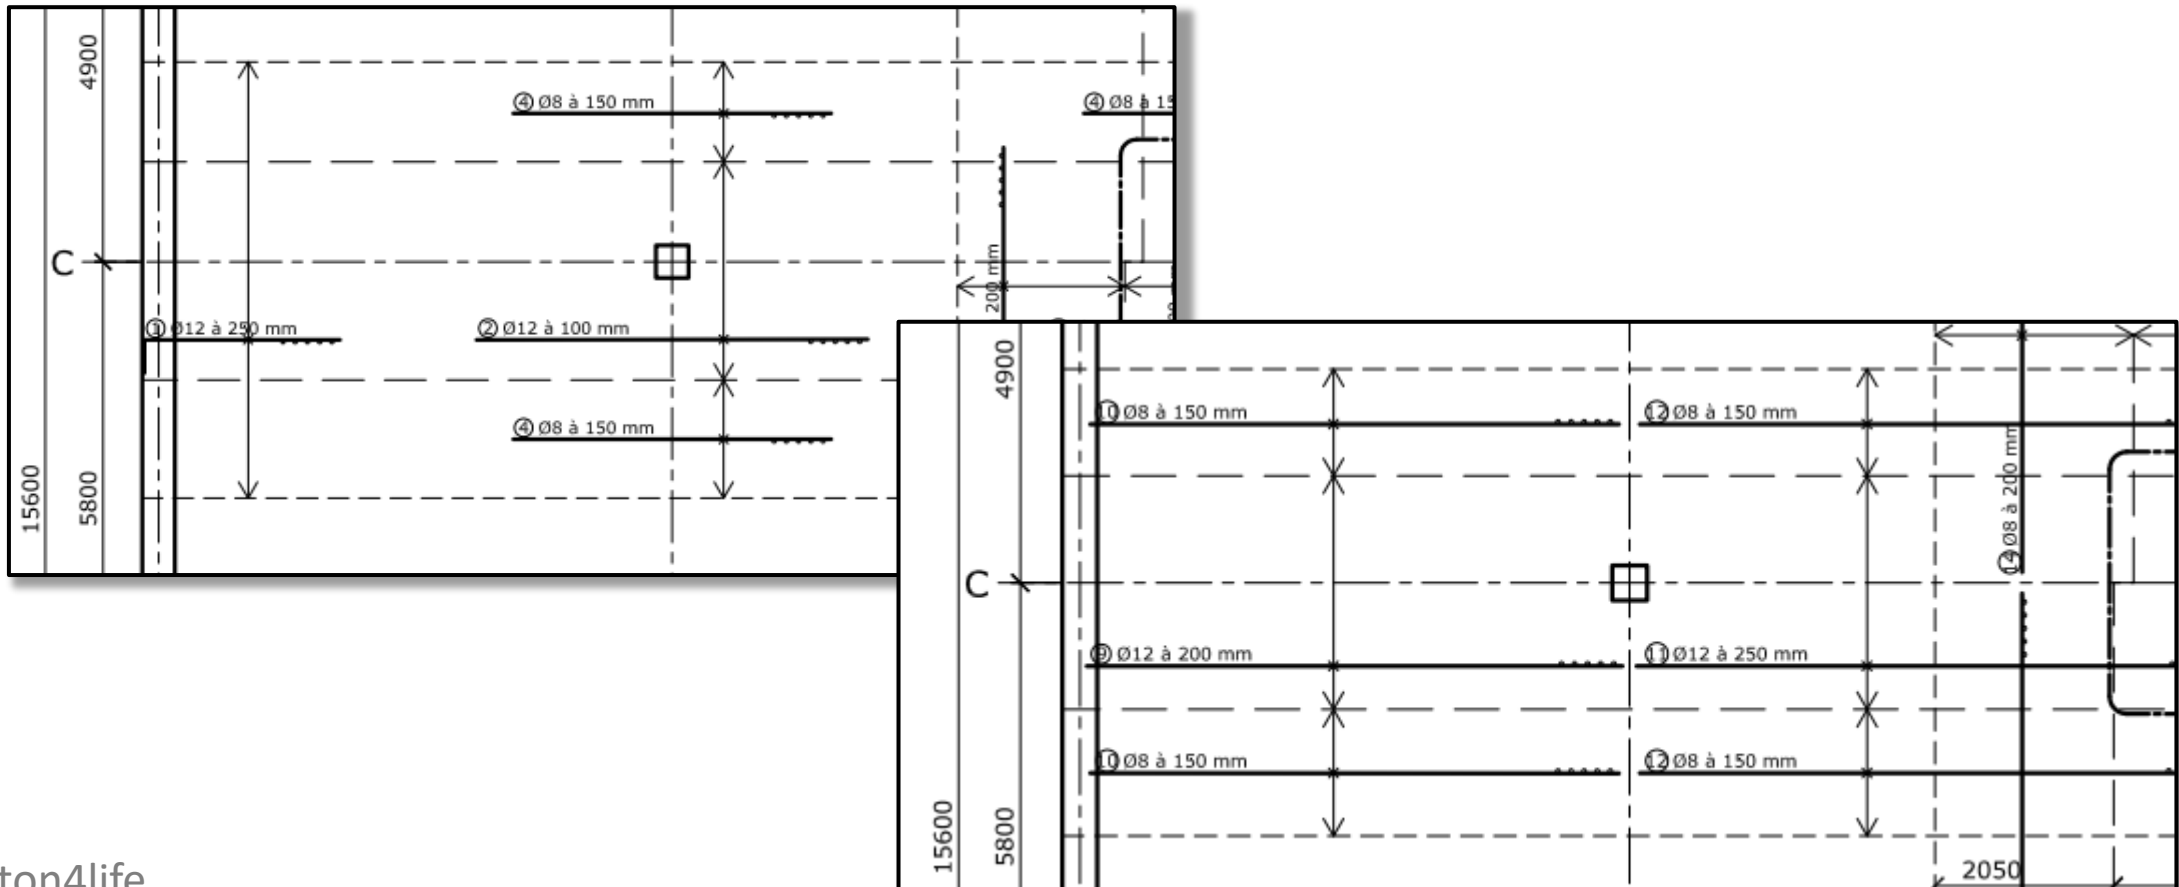 4900
④ Ø8 à 150 mm
④ Ø8 à 15
C
200 mm
① Ø12 à 250 mm
② Ø12 à 100 mm
④ Ø8 à 150 mm
15600
5800
4900
10 Ø8 à 150 mm
12 Ø8 à 150 mm
14 Ø8 à 200 mm
C
9 Ø12 à 200 mm
11 Ø12 à 250 mm
10 Ø8 à 150 mm
12 Ø8 à 150 mm
15600
5800
2050
ton4life